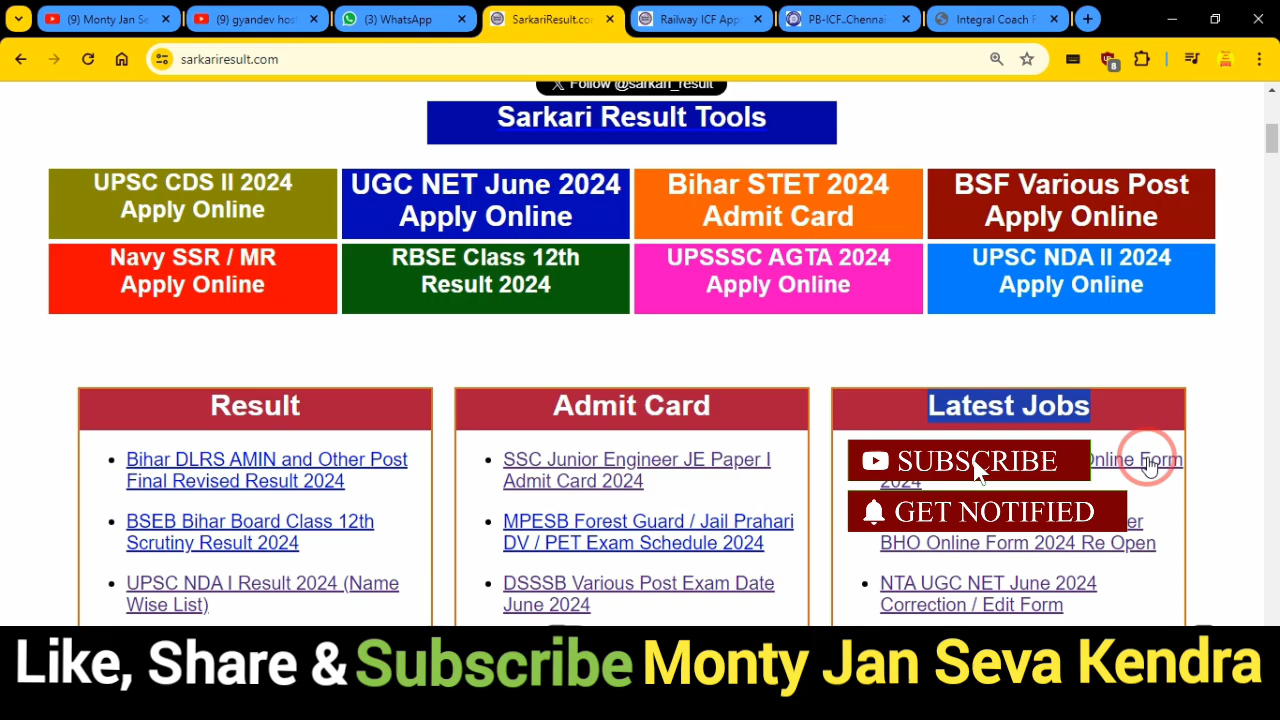 (9) Monty Jan S
(9) gyandev hos
(3) WhatsApp
SarkariResult.co
Railway ICF App
PB-ICF_Chennai
Integral Coach F
sarkariresult.com
8
Follow @sarkari_result
Sarkari Result Tools
UPSC CDS II 2024
Apply Online
UGC NET June 2024
Apply Online
Bihar STET 2024
Admit Card
BSF Various Post
Apply Online
Navy SSR / MR
Apply Online
RBSE Class 12th
Result 2024
UPSSSC AGTA 2024
Apply Online
UPSC NDA II 2024
Apply Online
Result
Bihar DLRS AMIN and Other Post
Final Revised Result 2024
BSEB Bihar Board Class 12th
Scrutiny Result 2024
UPSC NDA I Result 2024 (Name
Wise List)
Admit Card
SSC Junior Engineer JE Paper I
Admit Card 2024
MPESB Forest Guard / Jail Prahari
DV / PET Exam Schedule 2024
DSSSB Various Post Exam Date
June 2024
Latest Jobs
SUBSCRIBE
Online Form
2024
GET NOTIFIED
BHO Online Form 2024 Re Open
NTA UGC NET June 2024
Correction / Edit Form
Like, Share & Subscribe Monty Jan Seva Kendra